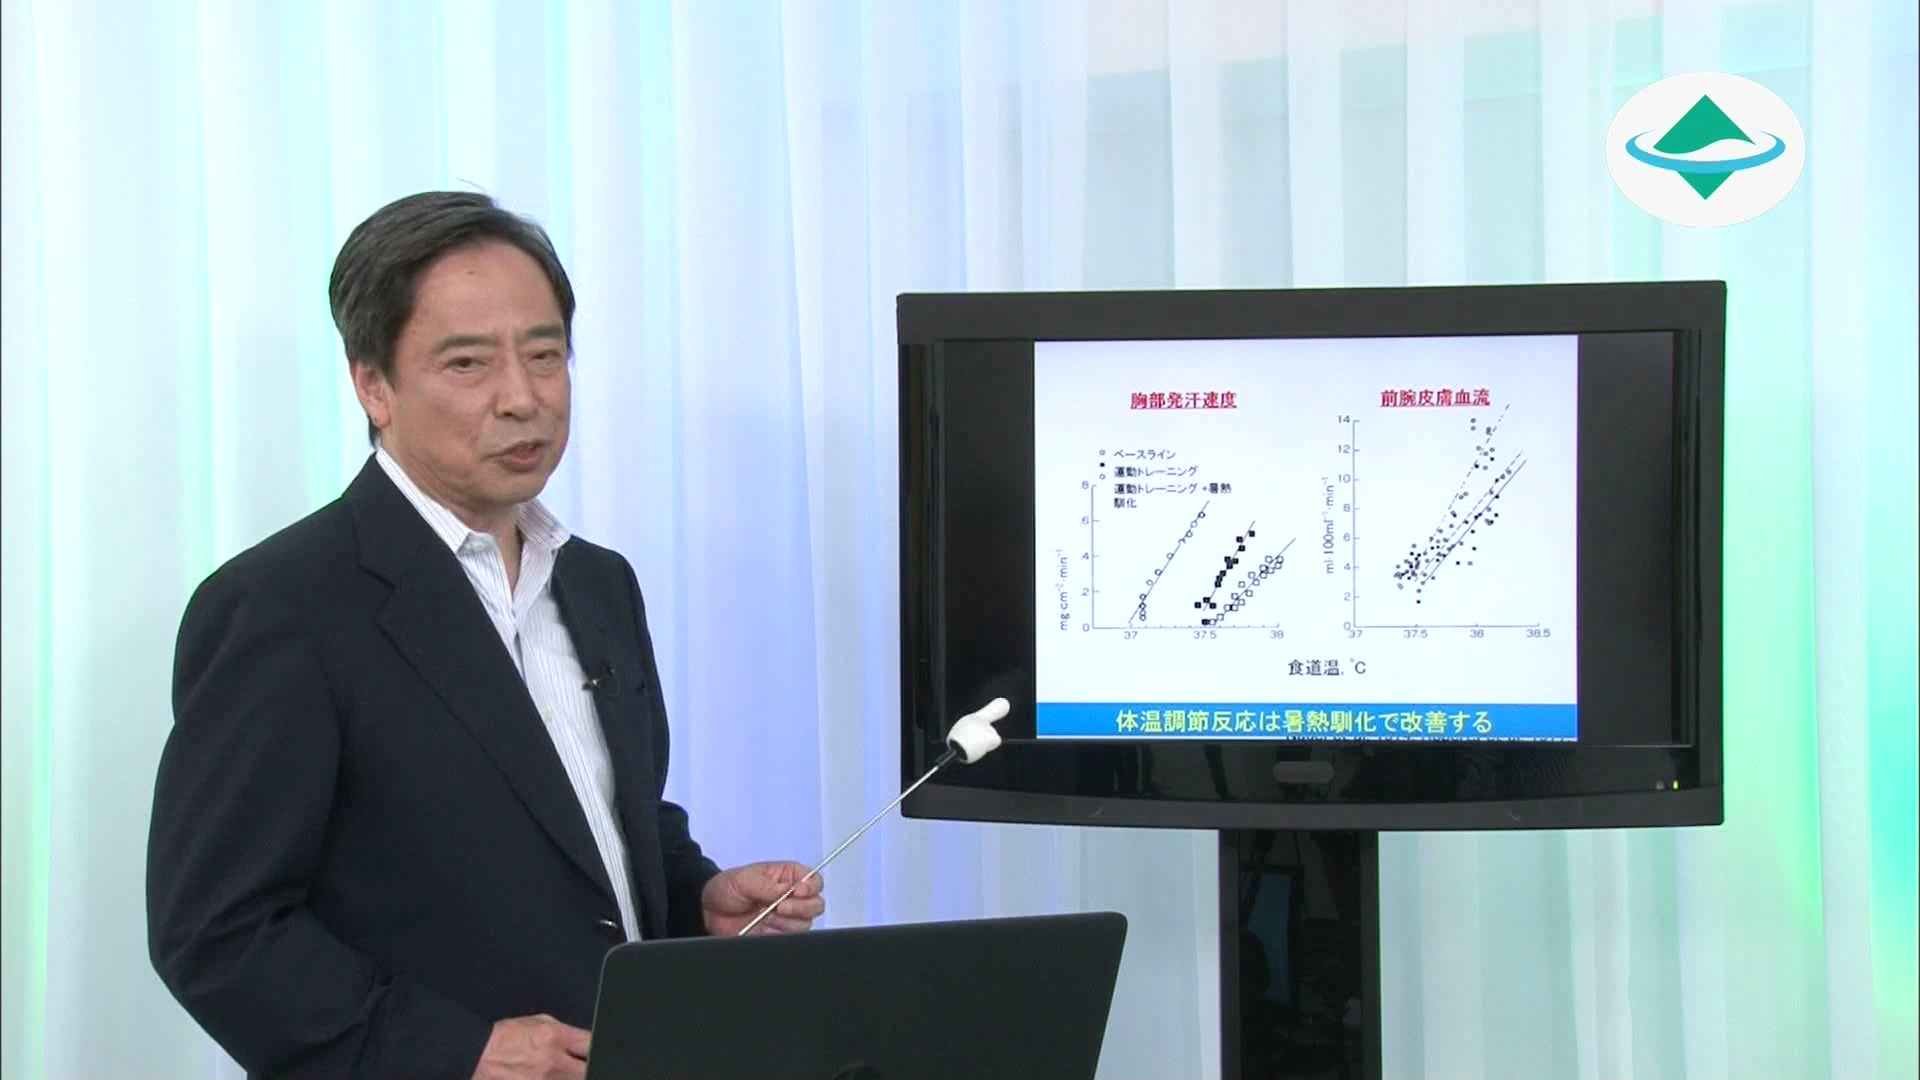 胸部発汗速度
前腕皮膚血流
ベースライン
運動トレーニング
運動トレーニング+暑熱
馴化
8
.6
.4
.2
0
mg·cm⁻²·min⁻¹
37
37.5
38
14
12
10
8
6
4
2
0
ml·100ml⁻¹·min⁻¹
37
37.5
38
38.5
食道温, °C
体温調節反応は暑熱馴化で改善する